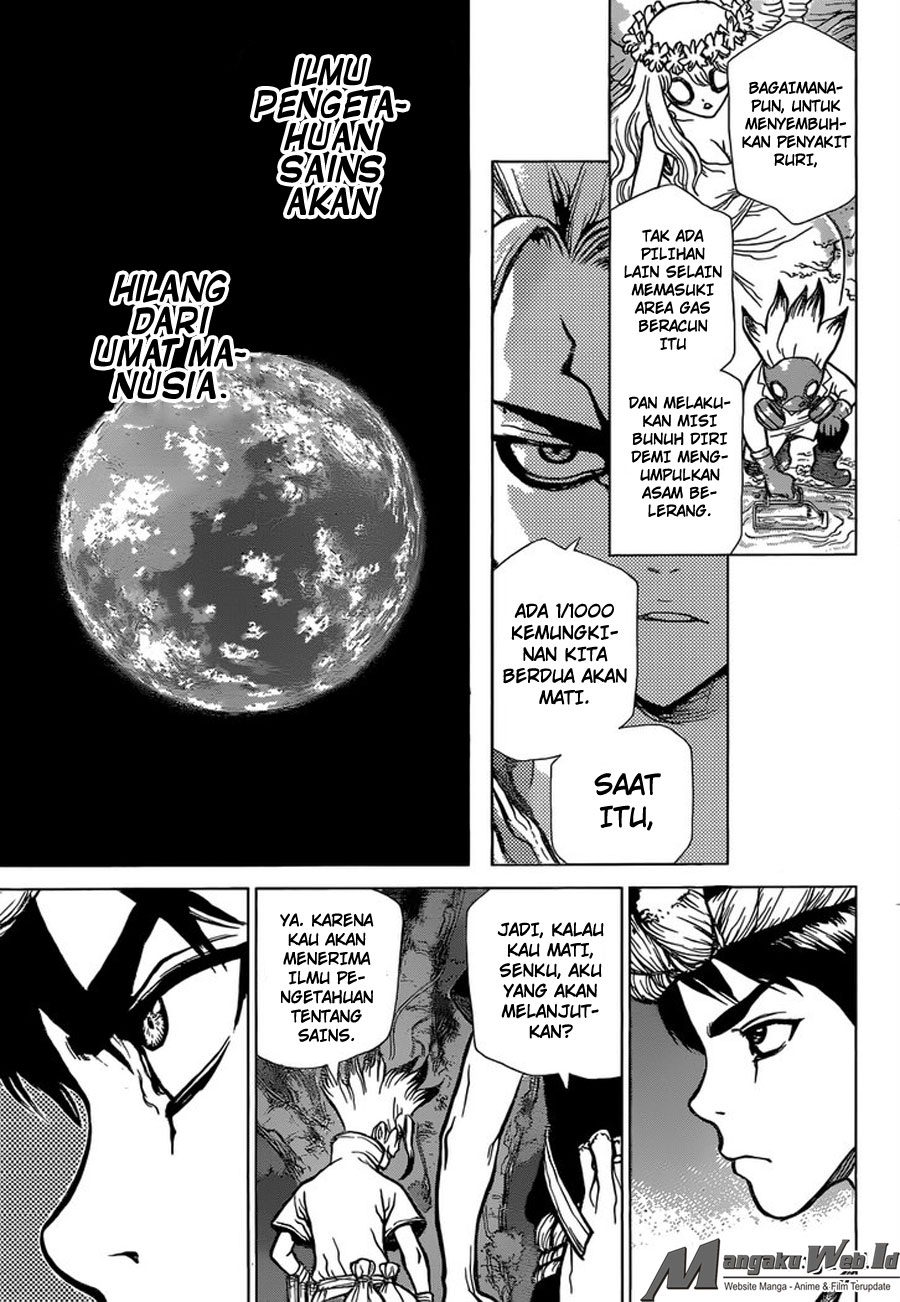 BAGAIMANA-
PUN, UNTUK
MENYEMBUH-
KAN PENYAKIT
RURI,
TAK ADA
PILIHAN
LAIN SELAIN
MEMASUKI
AREA GAS
BERACUN
ITU
DAN MELAKU-
KAN MISI
BUNUH DIRI
DEMI MENG-
UMPULKAN
ASAM BE-
LERANG.
ADA 1/1000
KEMUNGKI-
NAN KITA
BERDUA AKAN
MATI.
SAAT
ITU,
ILMU
PENGETA-
HUAN
SAINS
AKAN
HILANG
DARI
UMAT MA-
NUSIA.
JADI, KALAU
KAU MATI,
SENKU, AKU
YANG AKAN
MELANJUT-
KAN?
YA. KARENA
KAU AKAN
MENERIMA
ILMU PE-
NGETAHUAN
TENTANG
SAINS.
MangakuWeb.Id
Website Manga - Anime & Film Terupdate